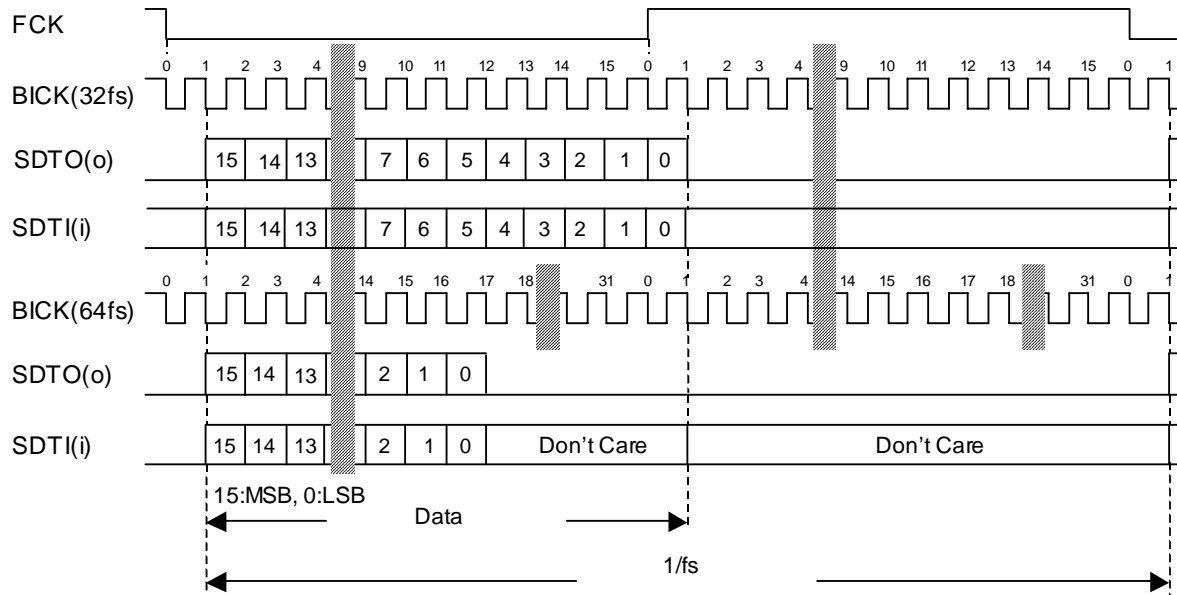 FCK
0 1 2 3 4 9 10 11 12 13 14 15 0 1 2 3 4 9 10 11 12 13 14 15 0 1
BICK(32fs)
SDTO(o) 15 14 13 7 6 5 4 3 2 1 0
SDTI(i) 15 14 13 7 6 5 4 3 2 1 0
0 1 2 3 4 14 15 16 17 18 31 0 1 2 3 4 14 15 16 17 18 31 0 1
BICK(64fs)
SDTO(o) 15 14 13 2 1 0
SDTI(i) 15 14 13 2 1 0 Don't Care Don't Care
15:MSB, 0:LSB
Data
1/fs